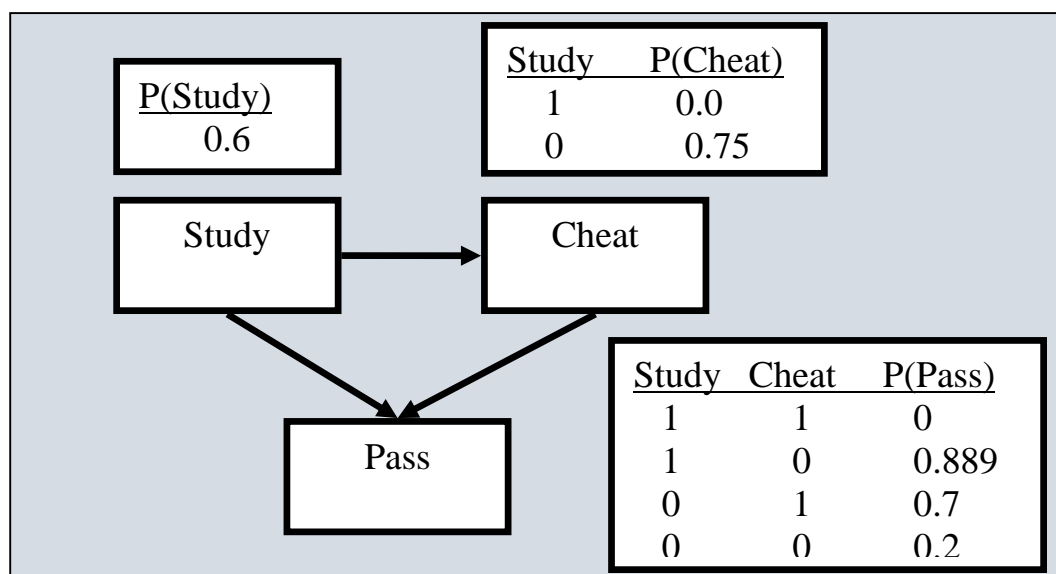 P(Study)
0.6
Study P(Cheat)
1 0.0
0 0.75
Study
Cheat
Pass
Study Cheat P(Pass)
1 1 0
1 0 0.889
0 1 0.7
0 0 0.2